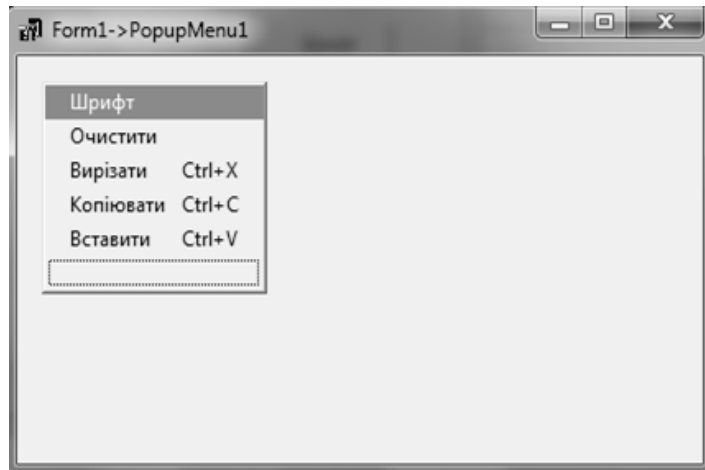 Form1->PopupMenu1
Шрифт
Очистити
Вирізати Ctrl+X
Копіювати Ctrl+C
Вставити Ctrl+V